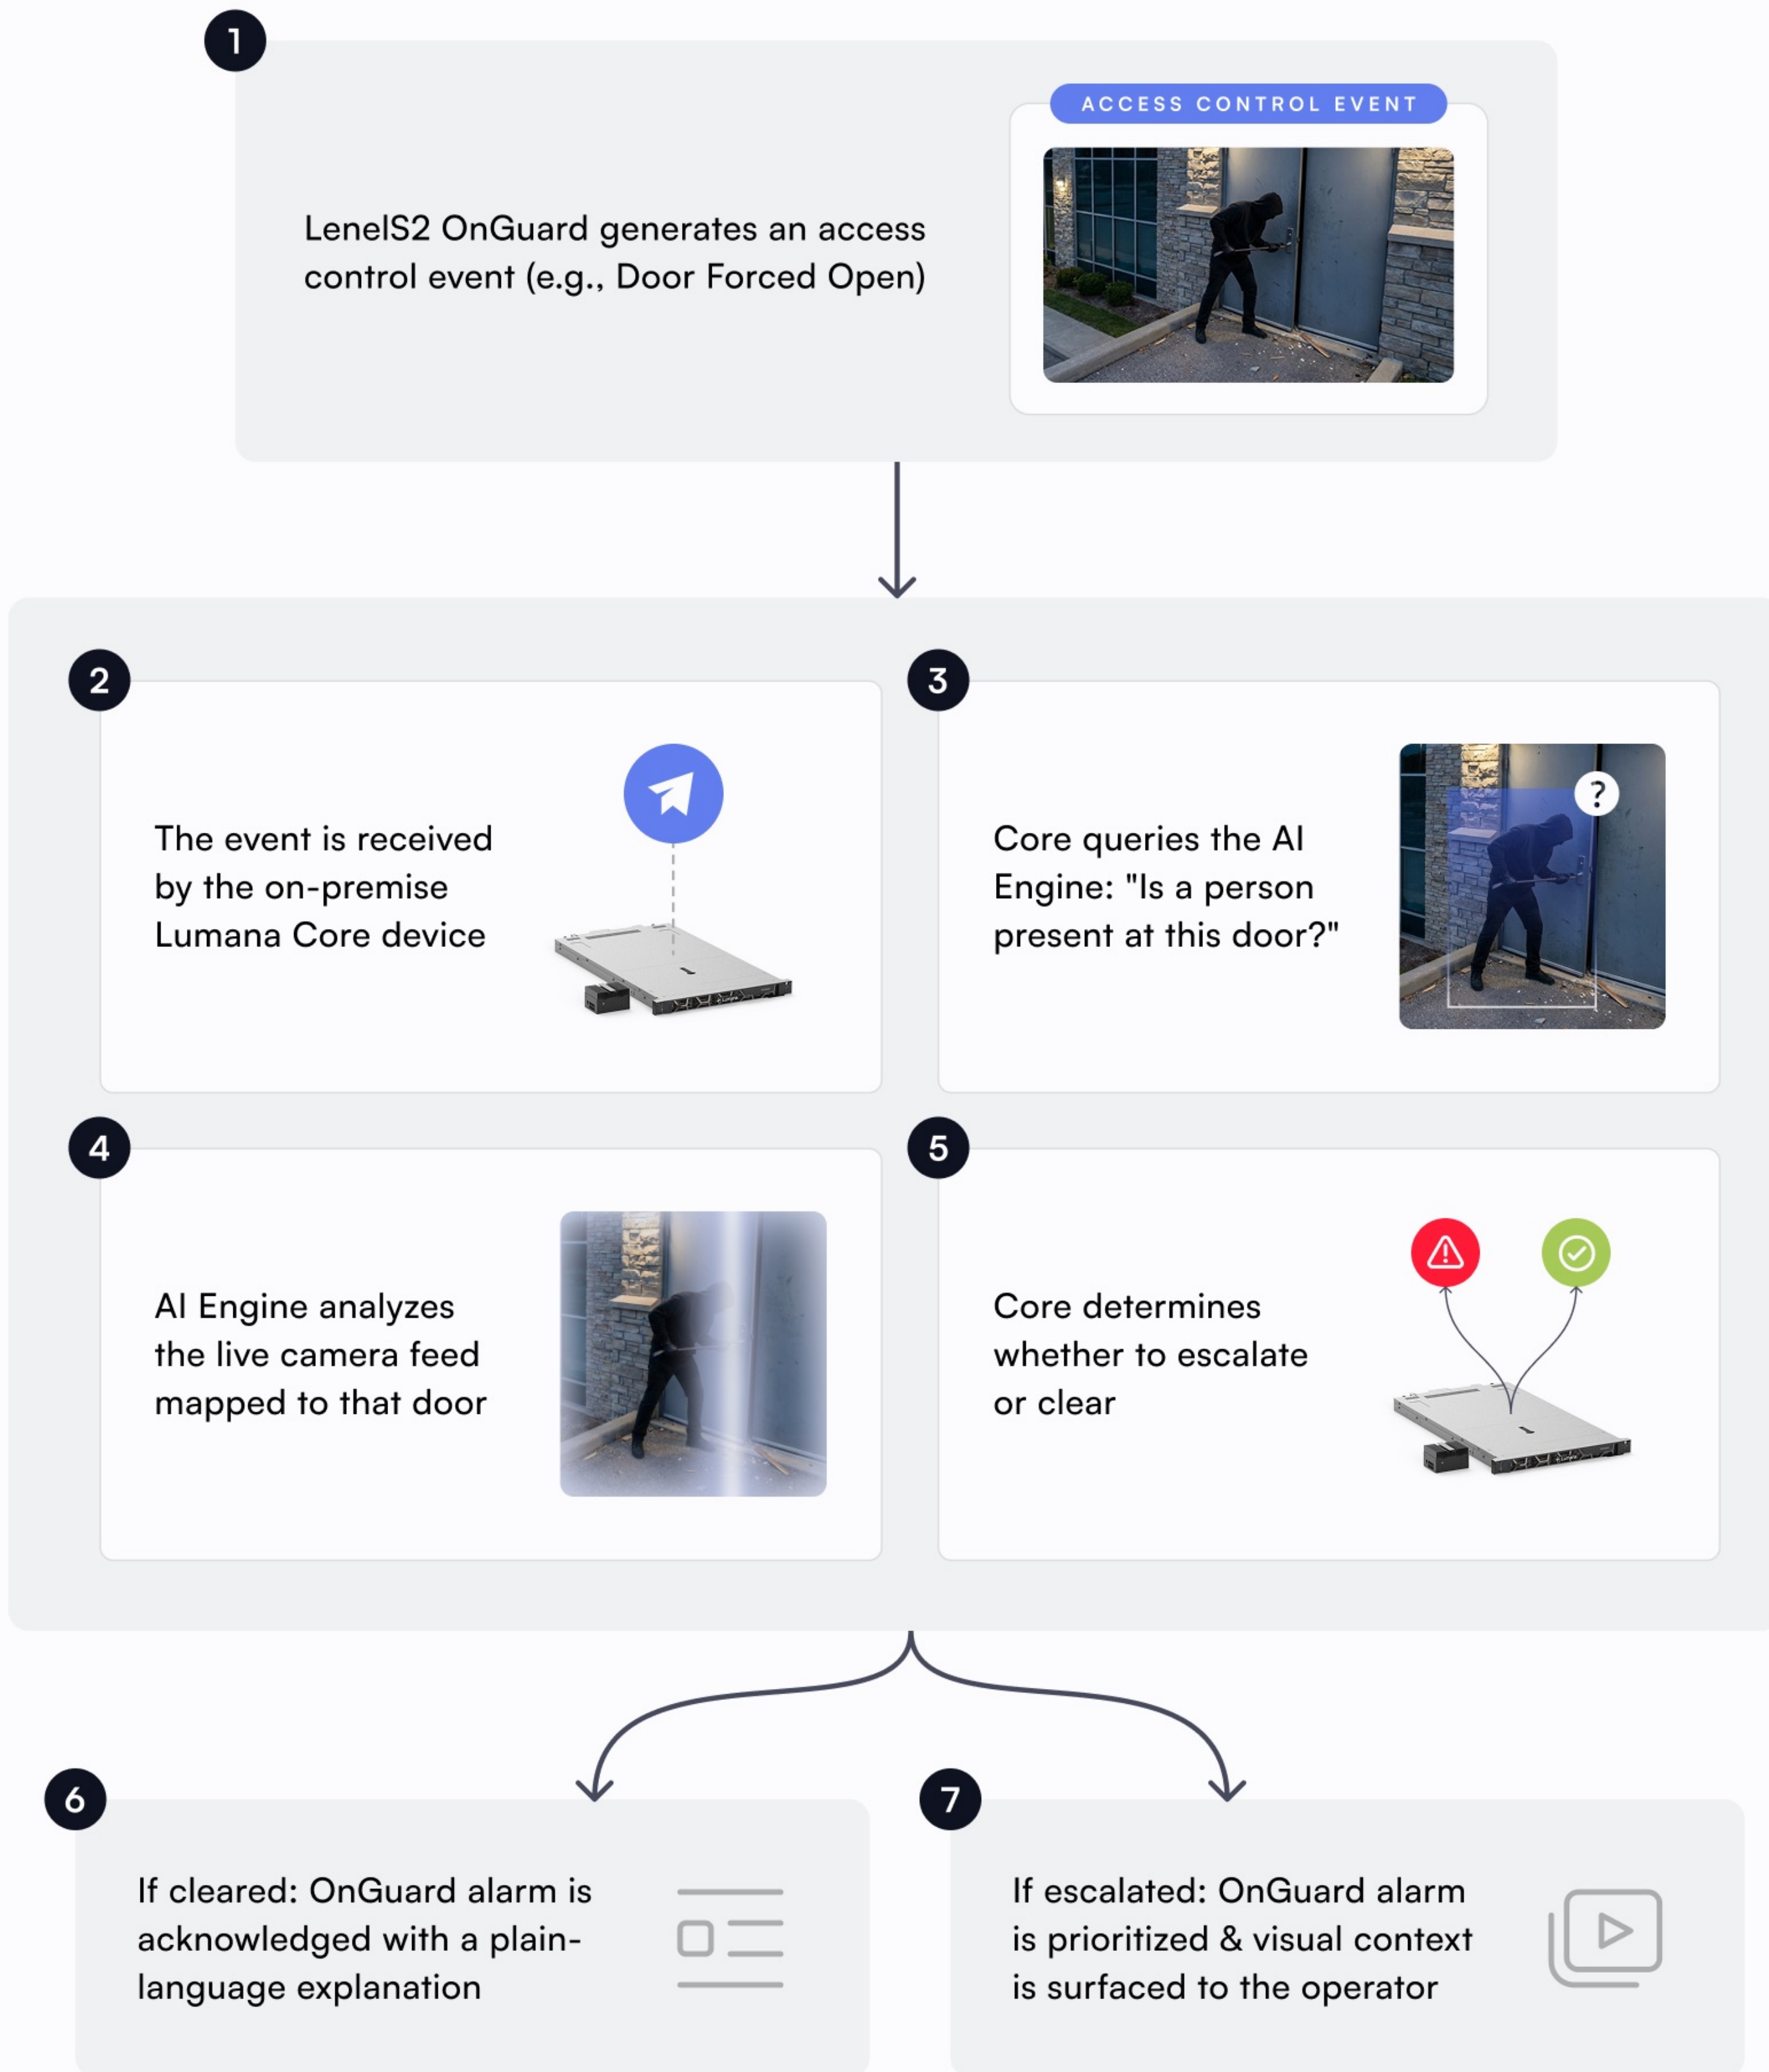 1
ACCESS CONTROL EVENT
LenelS2 OnGuard generates an access
control event (e.g., Door Forced Open)
2
The event is received
by the on-premise
Lumana Core device
3
?
Core queries the AI
Engine: "Is a person
present at this door?"
4
AI Engine analyzes
the live camera feed
mapped to that door
5
Core determines
whether to escalate
or clear
6
If cleared: OnGuard alarm is
acknowledged with a plain-
language explanation
7
If escalated: OnGuard alarm
is prioritized & visual context
is surfaced to the operator